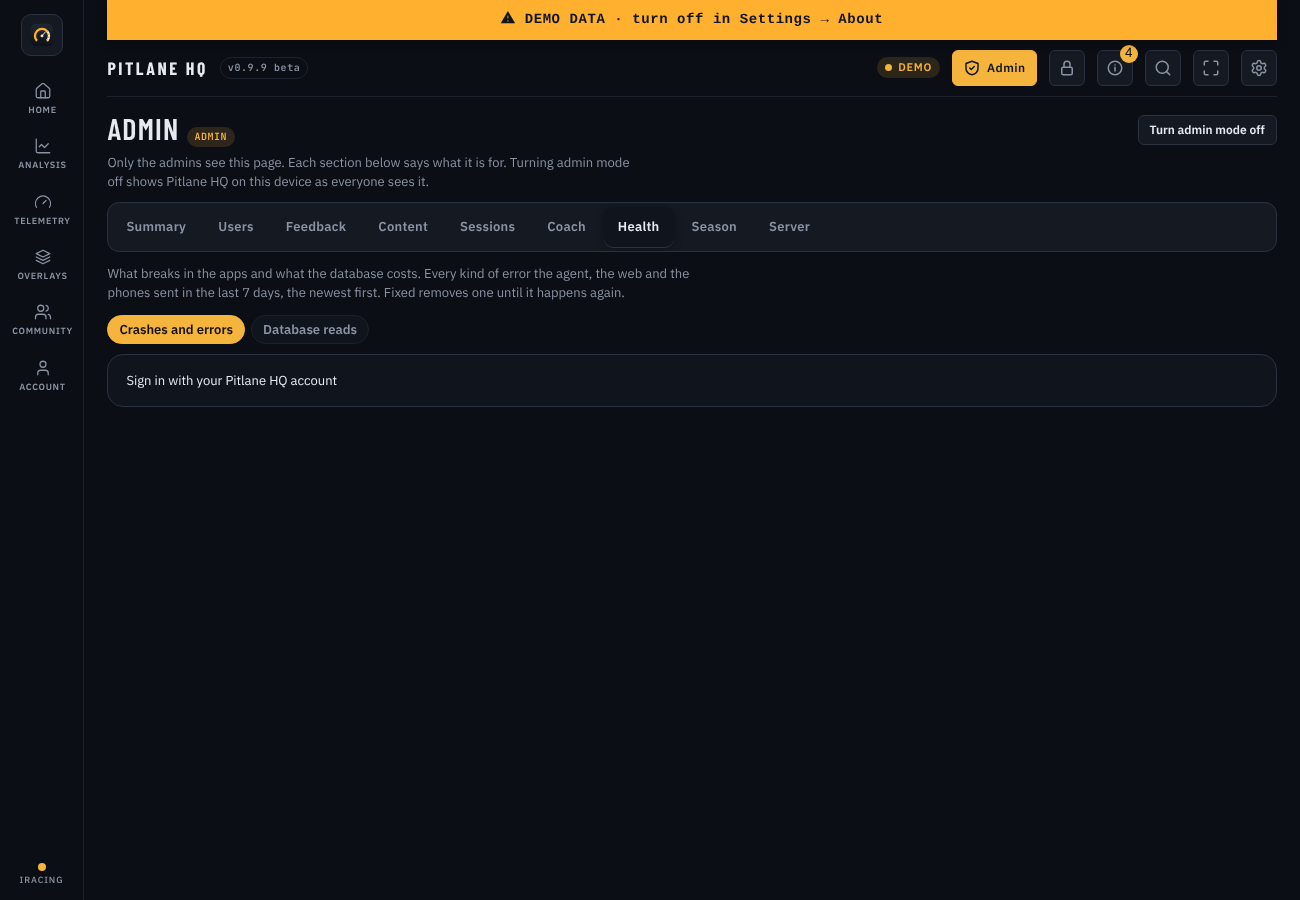 ⚠ DEMO DATA · turn off in Settings → About
PITLANE HQ v0.9.9 beta
DEMO
Admin
4
HOME
ANALYSIS
TELEMETRY
OVERLAYS
COMMUNITY
ACCOUNT
IRACING
ADMIN ADMIN
Turn admin mode off
Only the admins see this page. Each section below says what it is for. Turning admin mode
off shows Pitlane HQ on this device as everyone sees it.
Summary Users Feedback Content Sessions Coach Health Season Server
What breaks in the apps and what the database costs. Every kind of error the agent, the web and the
phones sent in the last 7 days, the newest first. Fixed removes one until it happens again.
Crashes and errors Database reads
Sign in with your Pitlane HQ account